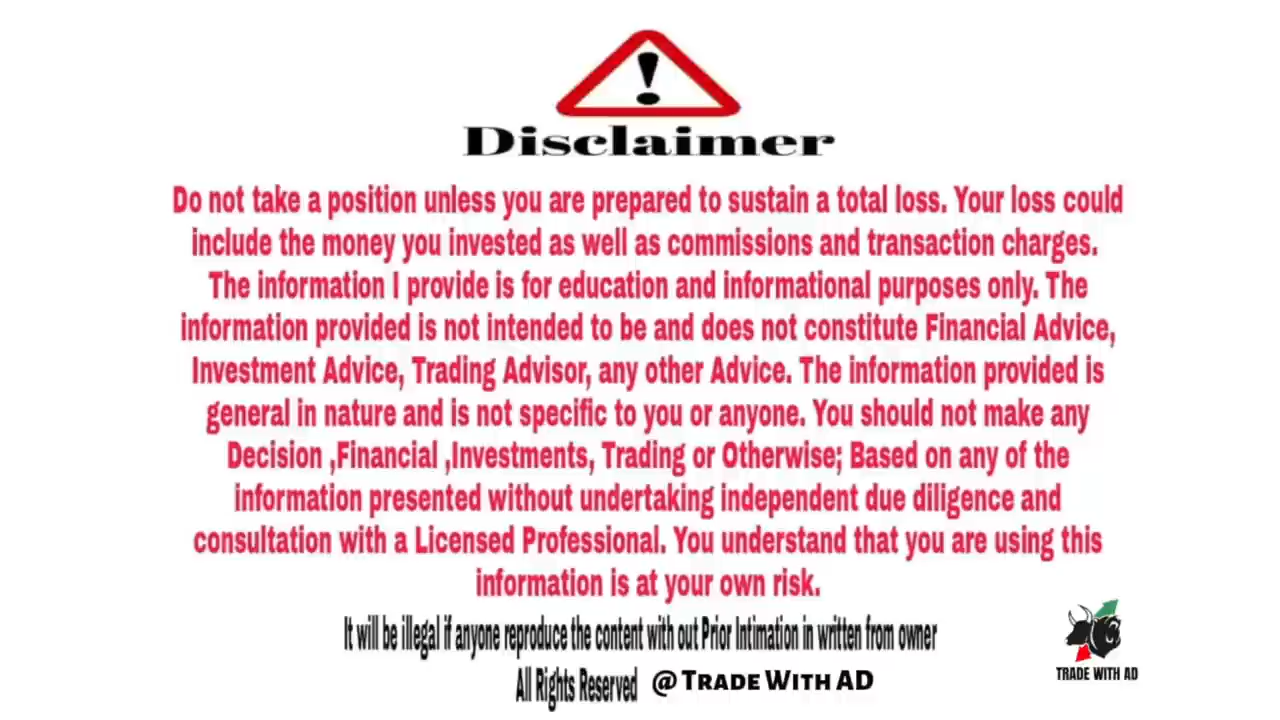 Disclaimer
Do not take a position unless you are prepared to sustain a total loss. Your loss could
include the money you invested as well as commissions and transaction charges.
The information I provide is for education and informational purposes only. The
information provided is not intended to be and does not constitute Financial Advice,
Investment Advice, Trading Advisor, any other Advice. The information provided is
general in nature and is not specific to you or anyone. You should not make any
Decision ,Financial ,Investments, Trading or Otherwise; Based on any of the
information presented without undertaking independent due diligence and
consultation with a Licensed Professional. You understand that you are using this
information is at your own risk.
It will be illegal if anyone reproduce the content with out Prior Intimation in written from owner
All Rights Reserved @ TRADE WITH AD
TRADE WITH AD